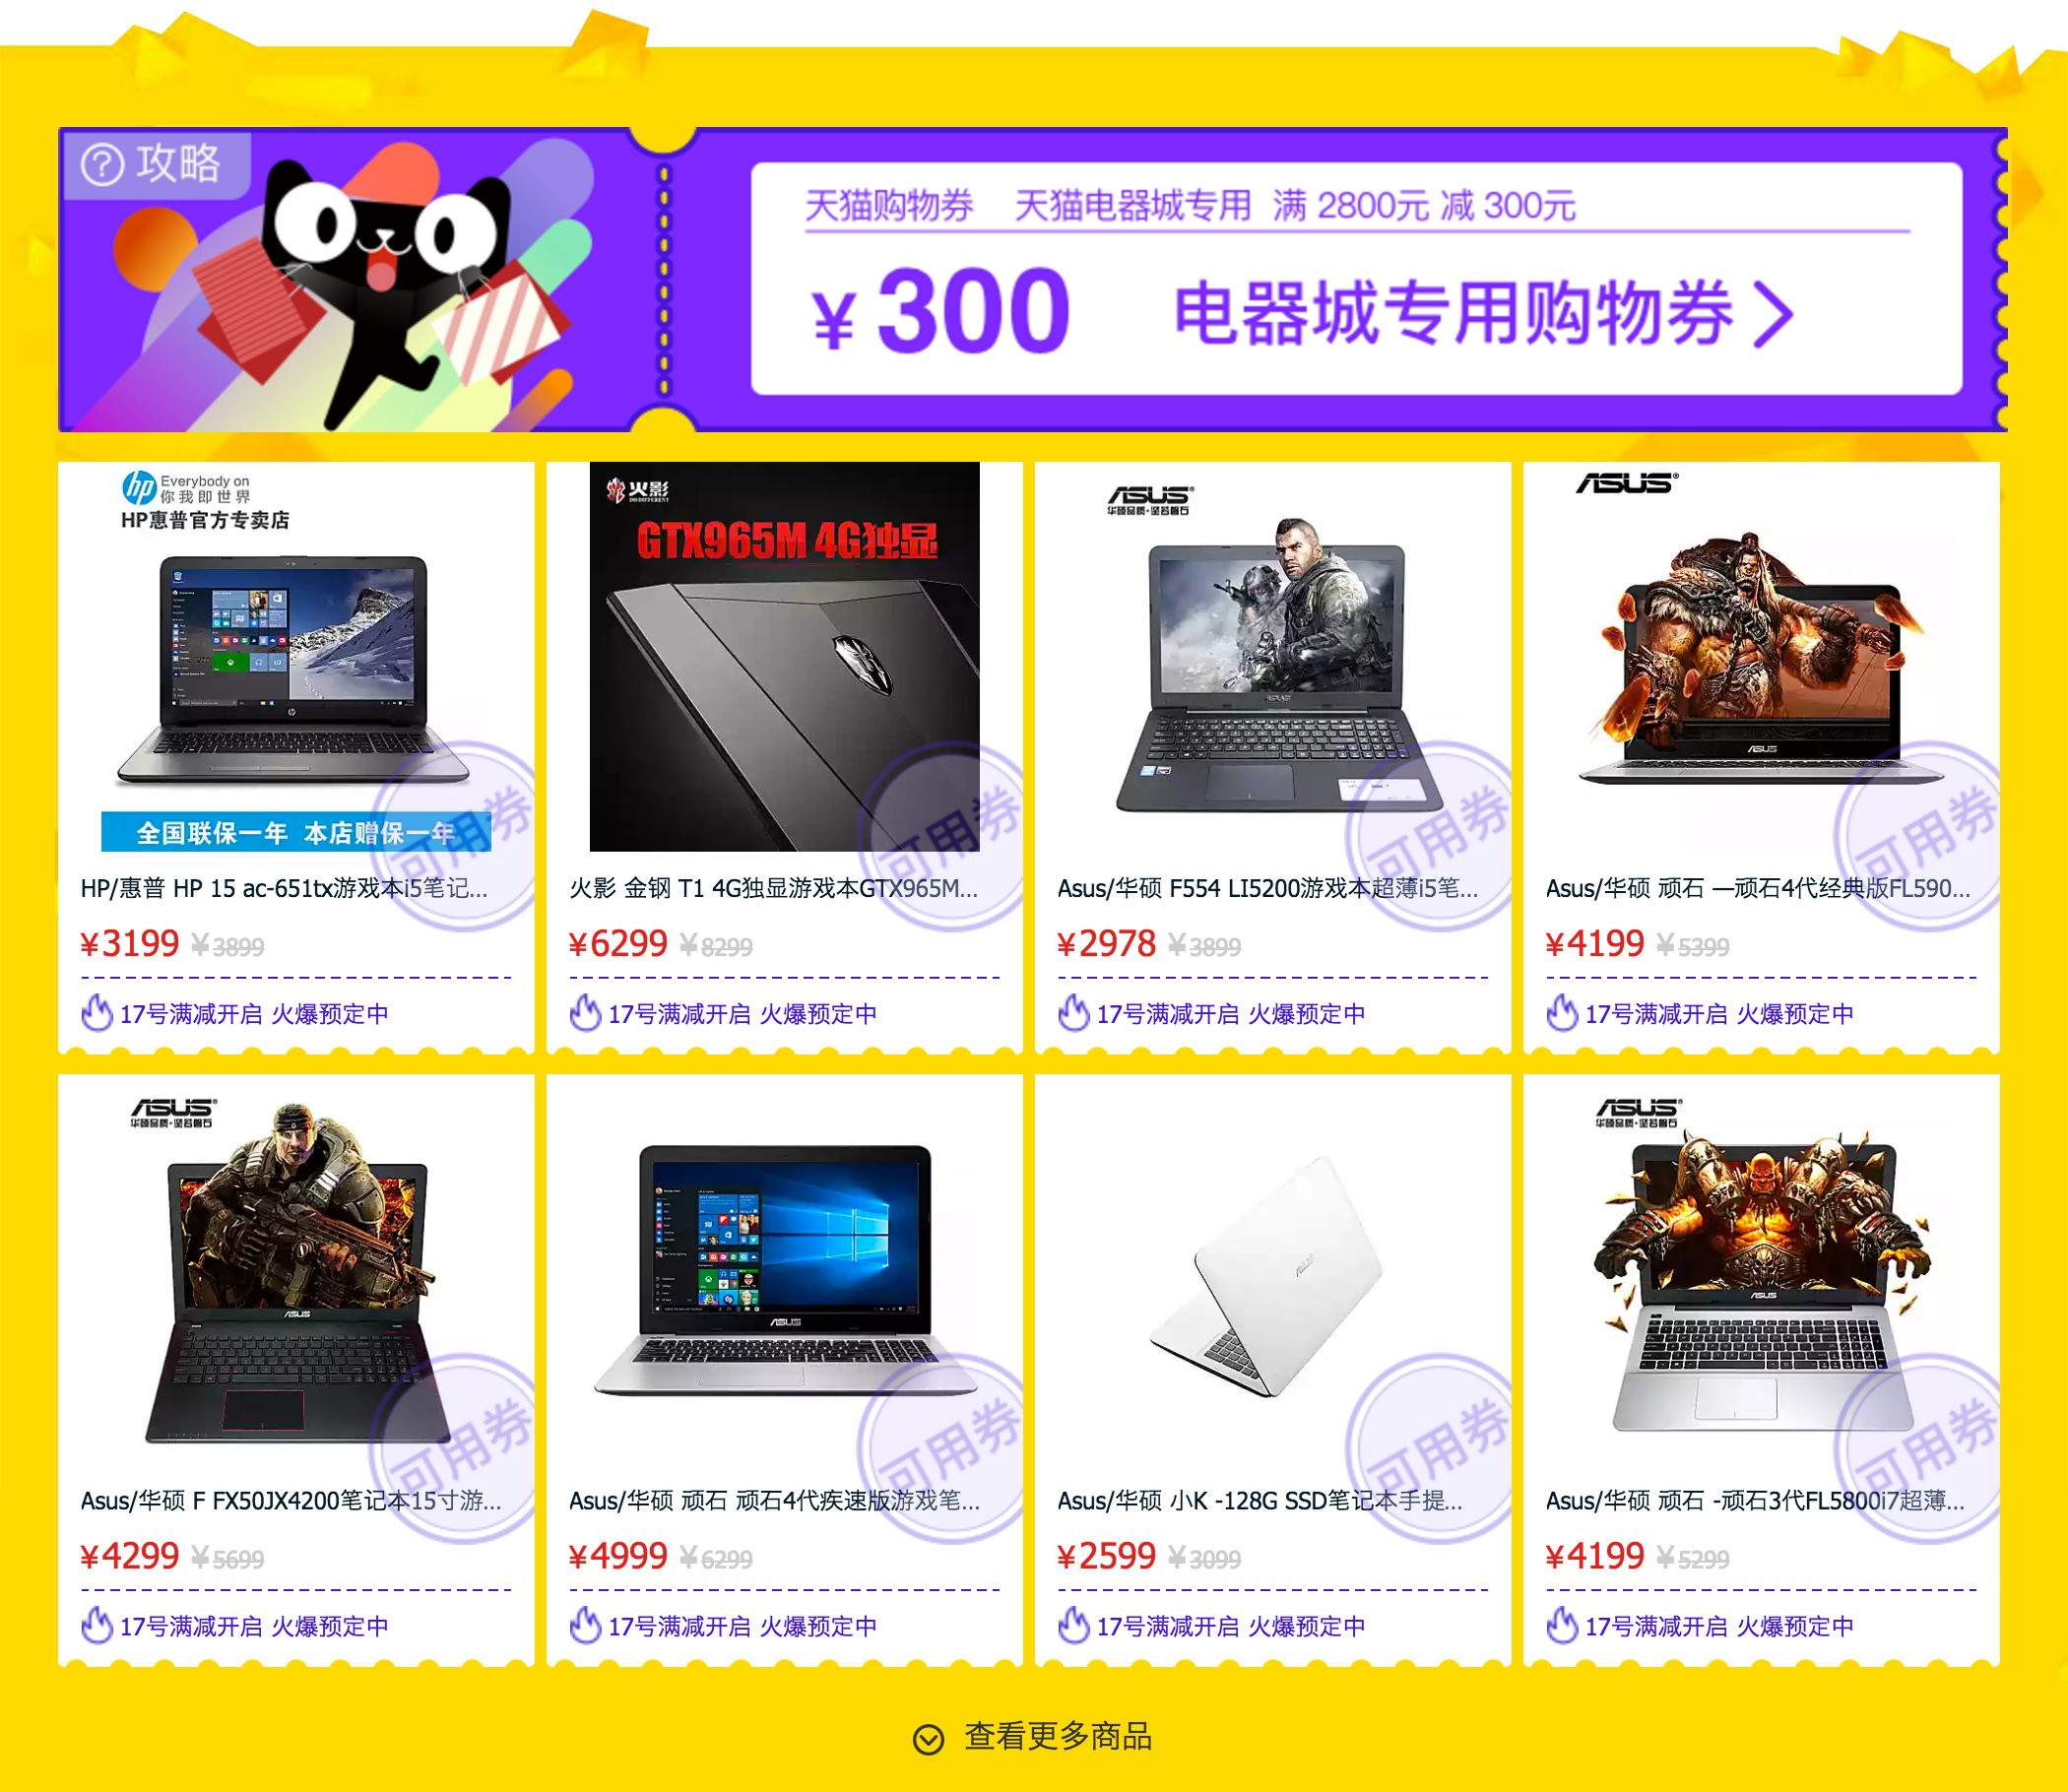 ? 攻略
天猫购物券 天猫电器城专用 满 2800元 减 300元
¥ 300 电器城专用购物券
hp Everybody on
你我即世界
HP惠普官方专卖店
全国联保一年 本店赠保一年
可用券
HP/惠普 HP 15 ac-651tx游戏本i5笔记...
¥3199 ¥3899
17号满减开启 火爆预定中
火影
GTX965M 4G独显
可用券
火影 金钢 T1 4G独显游戏本GTX965M...
¥6299 ¥8299
17号满减开启 火爆预定中
ASUS
华硕品质·坚若磐石
可用券
Asus/华硕 F554 LI5200游戏本超薄i5笔...
¥2978 ¥3899
17号满减开启 火爆预定中
ASUS
ASUS
可用券
Asus/华硕 顽石 —顽石4代经典版FL590...
¥4199 ¥5399
17号满减开启 火爆预定中
ASUS
华硕品质·坚若磐石
ASUS
可用券
Asus/华硕 F FX50JX4200笔记本15寸游...
¥4299 ¥5699
17号满减开启 火爆预定中
ASUS
可用券
Asus/华硕 顽石 顽石4代疾速版游戏笔...
¥4999 ¥6299
17号满减开启 火爆预定中
ASUS
可用券
Asus/华硕 小K -128G SSD笔记本手提...
¥2599 ¥3099
17号满减开启 火爆预定中
ASUS
华硕品质·坚若磐石
ASUS
可用券
Asus/华硕 顽石 -顽石3代FL5800i7超薄...
¥4199 ¥5299
17号满减开启 火爆预定中
查看更多商品